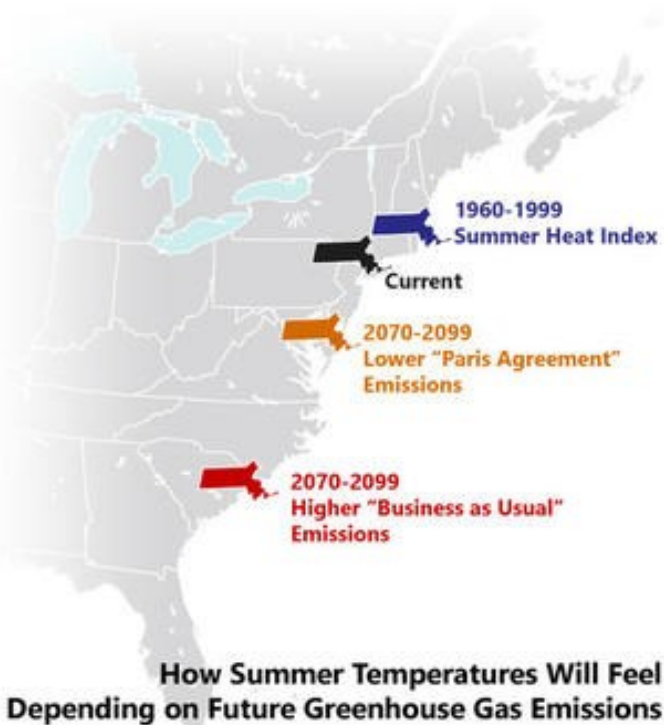 1960-1999
Summer Heat Index
Current
2070-2099
Lower “Paris Agreement”
Emissions
2070-2099
Higher “Business as Usual”
Emissions
How Summer Temperatures Will Feel
Depending on Future Greenhouse Gas Emissions